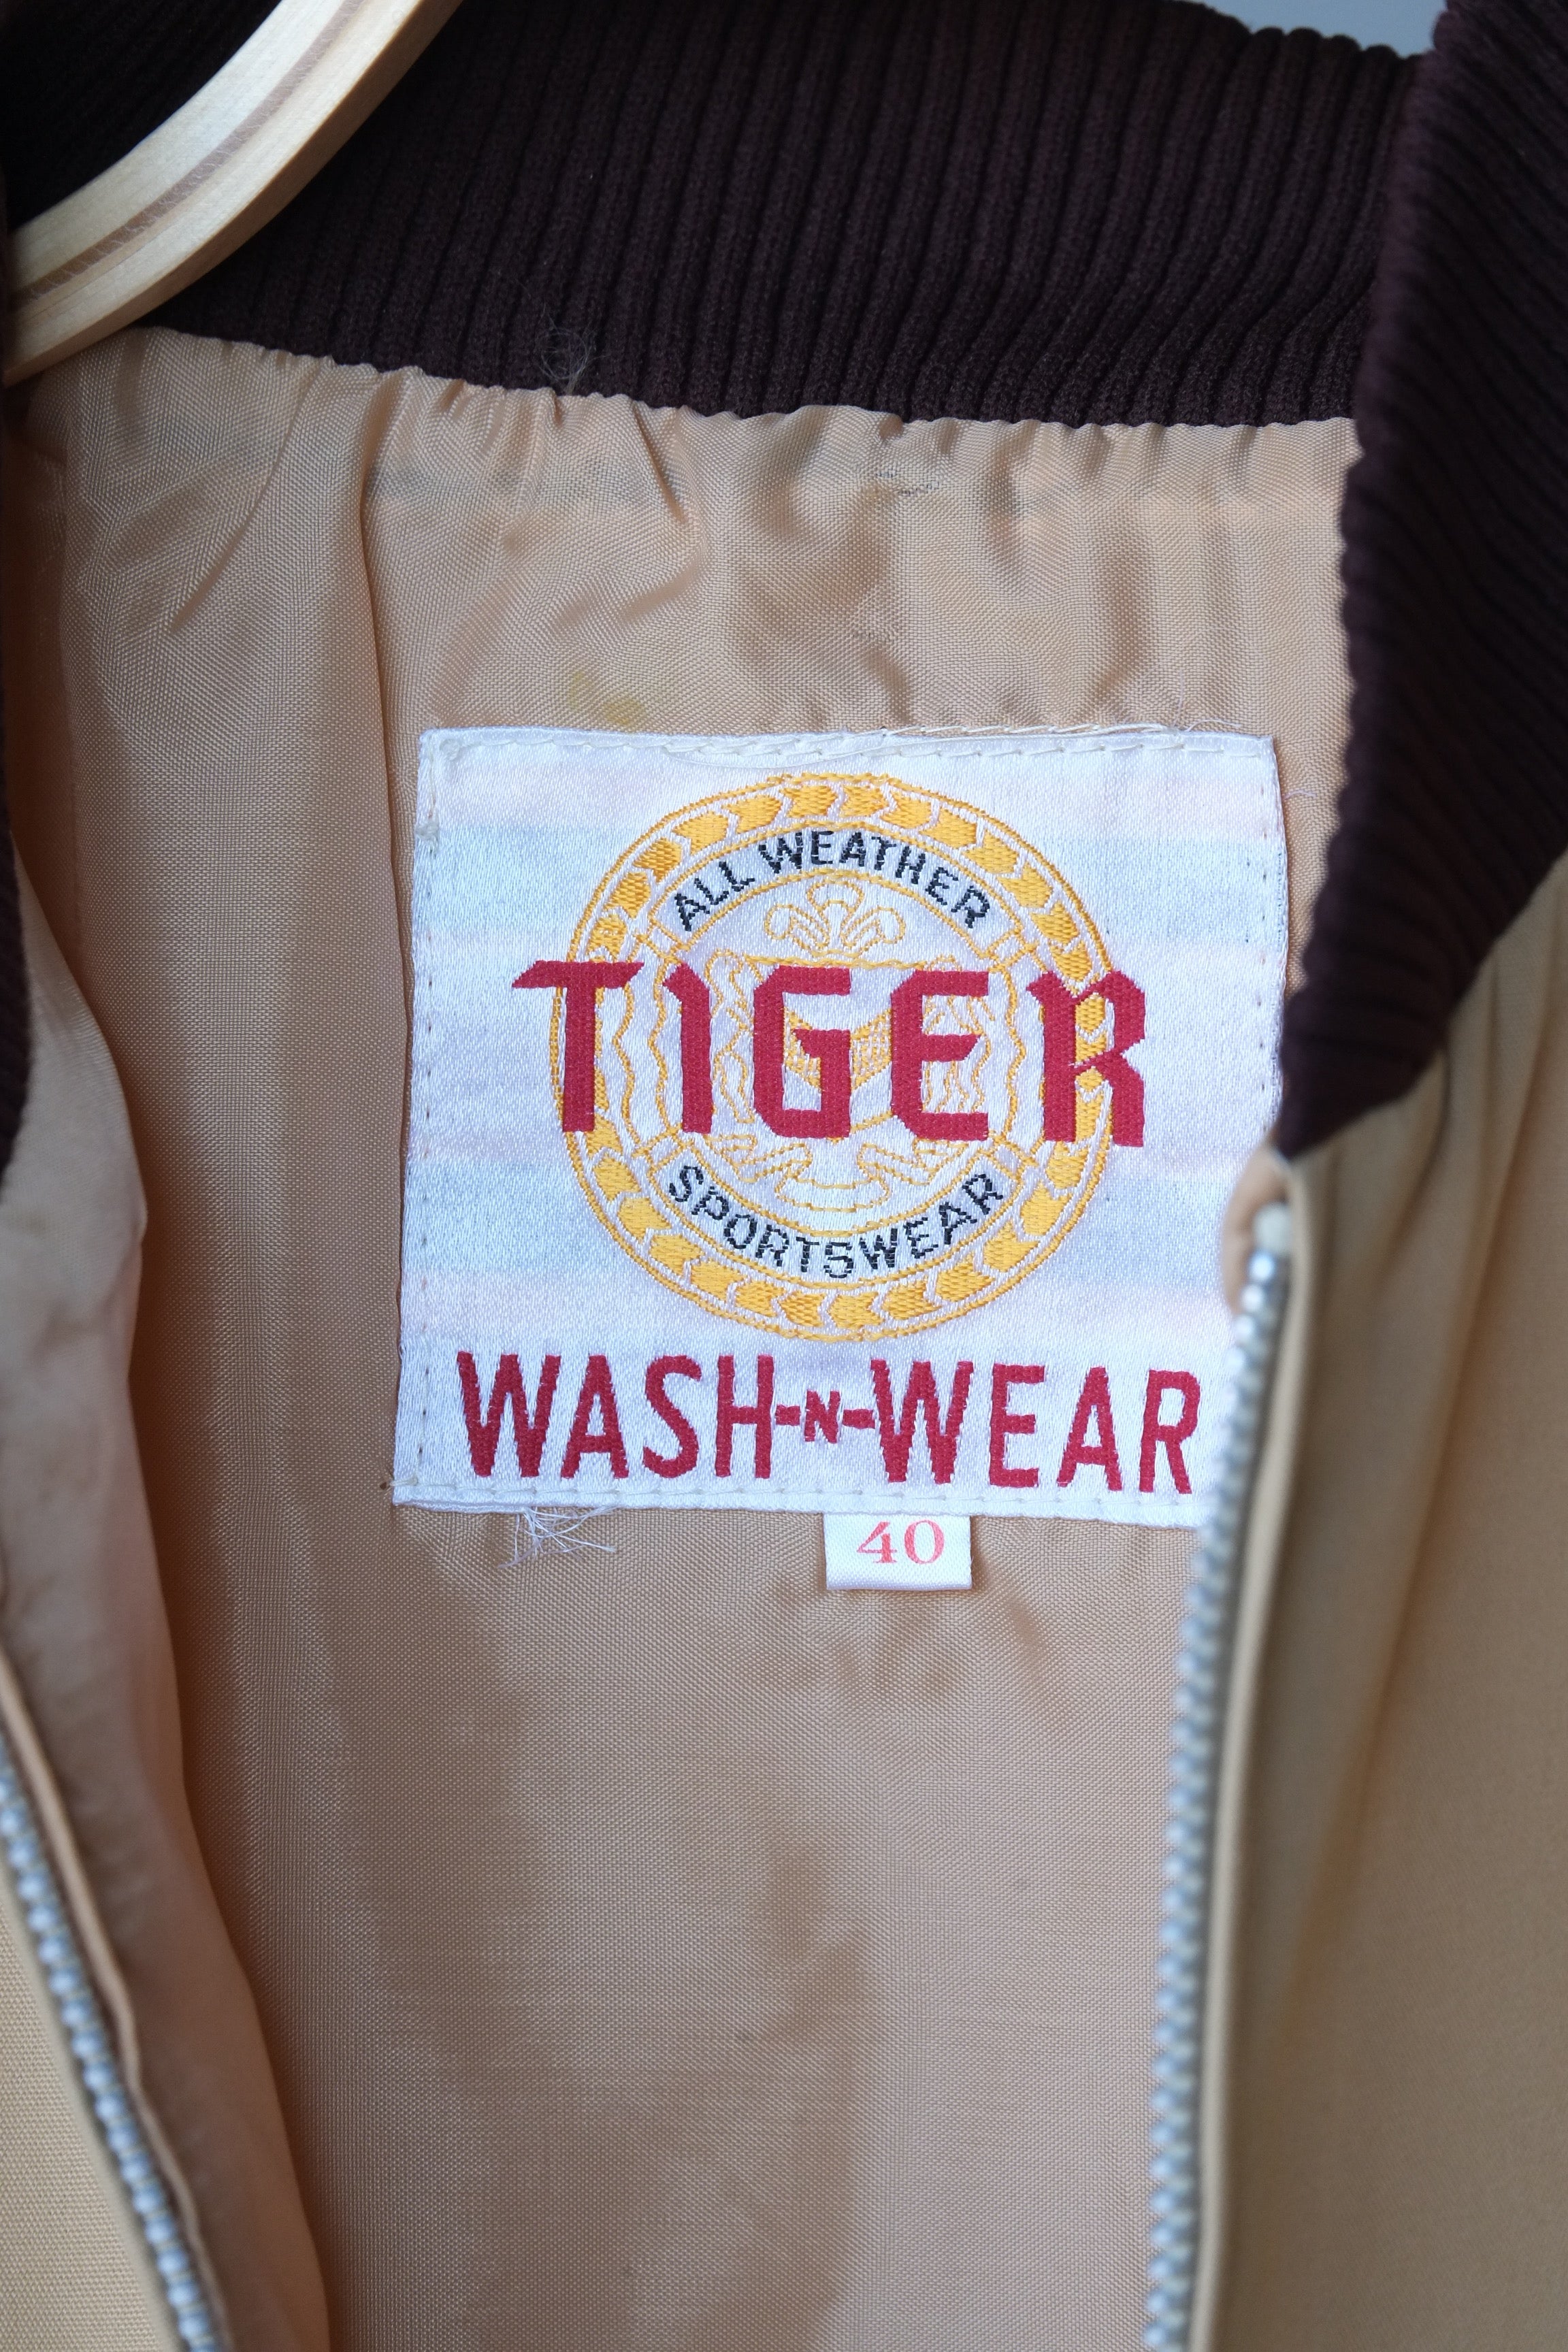 ALL WEATHER
TIGER
SPORTSWEAR
WASH-N-WEAR
40